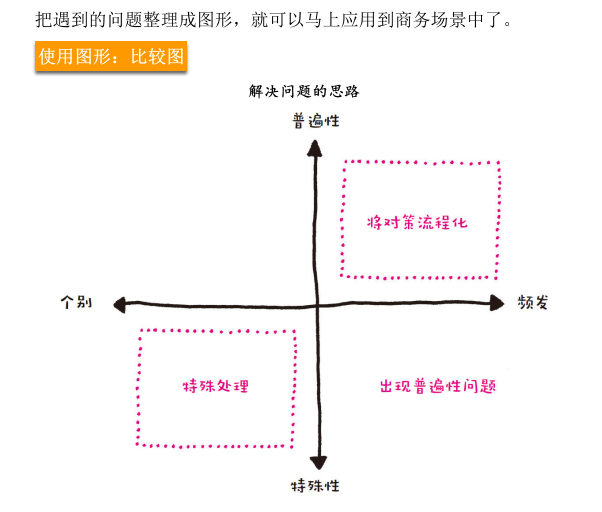 把遇到的问题整理成图形，就可以马上应用到商务场景中了。
使用图形：比较图
解决问题的思路
普遍性
将对策流程化
个别
频发
特殊处理
出现普遍性问题
特殊性